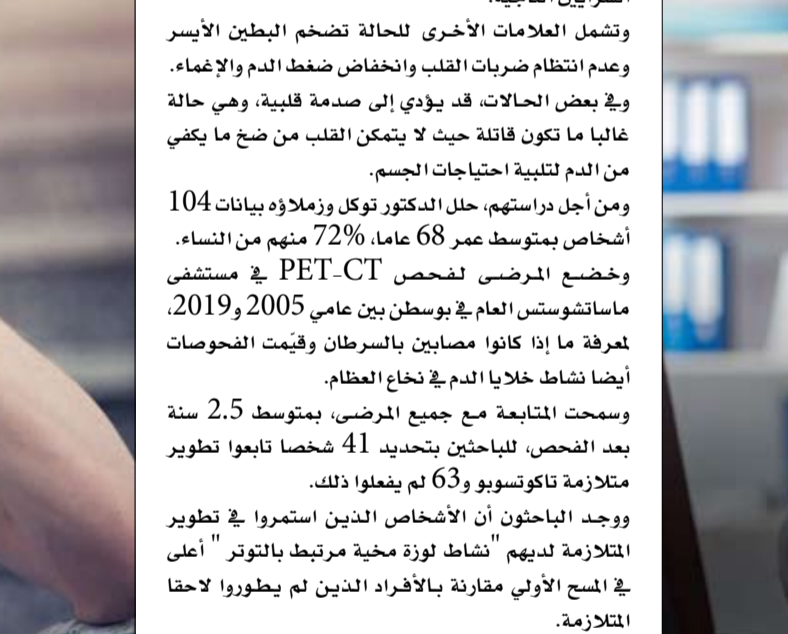 وتشمل العلامات الأخرى للحالة تضخم البطين الأيسر
وعدم انتظام ضربات القلب وانخفاض ضغط الدم والإغماء.
وفي بعض الحالات، قد يؤدي إلى صدمة قلبية، وهي حالة
غالبا ما تكون قاتلة حيث لا يتمكن القلب من ضخ ما يكفي
من الدم لتلبية احتياجات الجسم.
ومن أجل دراستهم، حلل الدكتور توكل وزملاؤه بيانات 104
أشخاص بمتوسط عمر 68 عاما، 72% منهم من النساء.
وخضع المرضى لفحص PET-CT في مستشفى
ماساتشوستس العام في بوسطن بين عامي 2005 و2019،
لمعرفة ما إذا كانوا مصابين بالسرطان وقيّمت الفحوصات
أيضا نشاط خلايا الدم في نخاع العظام.
وسمحت المتابعة مع جميع المرضى، بمتوسط 2.5 سنة
بعد الفحص، للباحثين بتحديد 41 شخصا تابعوا تطوير
متلازمة تاكوتسوبو و63 لم يفعلوا ذلك.
ووجد الباحثون أن الأشخاص الذين استمروا في تطوير
المتلازمة لديهم "نشاط لوزة مخية مرتبط بالتوتر " أعلى
في المسح الأولي مقارنة بالأفراد الذين لم يطوروا لاحقا
المتلازمة.